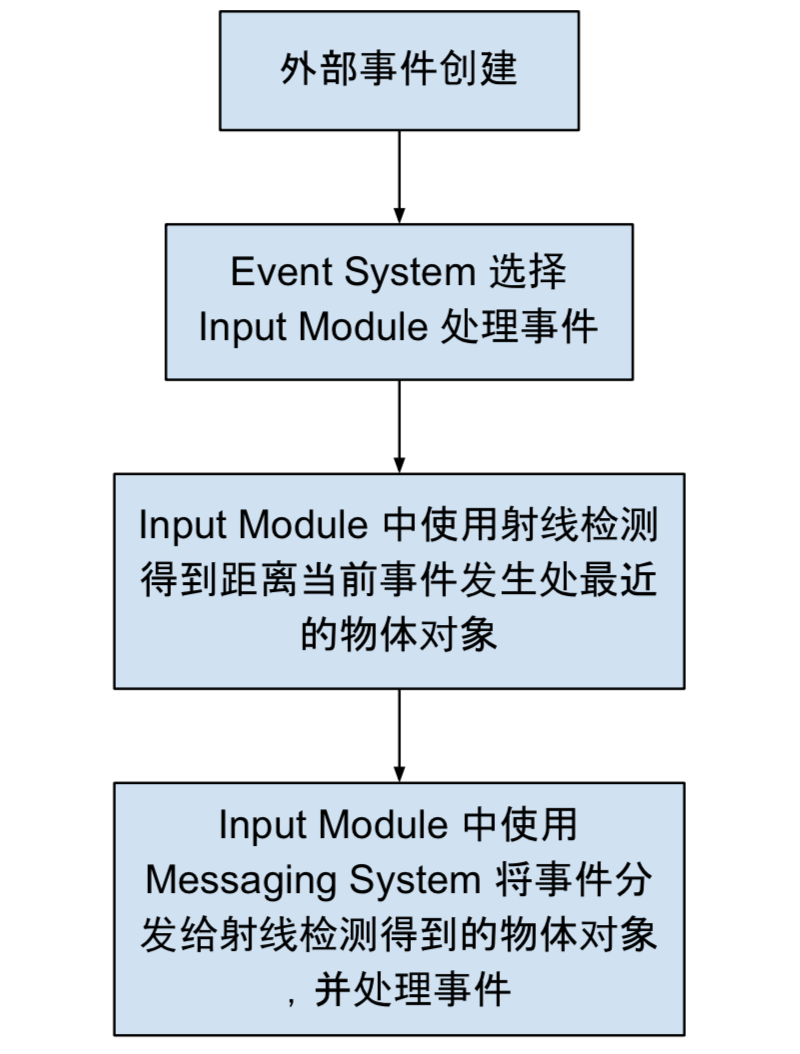 外部事件创建
Event System 选择
Input Module 处理事件
Input Module 中使用射线检测
得到距离当前事件发生处最近
的物体对象
Input Module 中使用
Messaging System 将事件分
发给射线检测得到的物体对象
，并处理事件